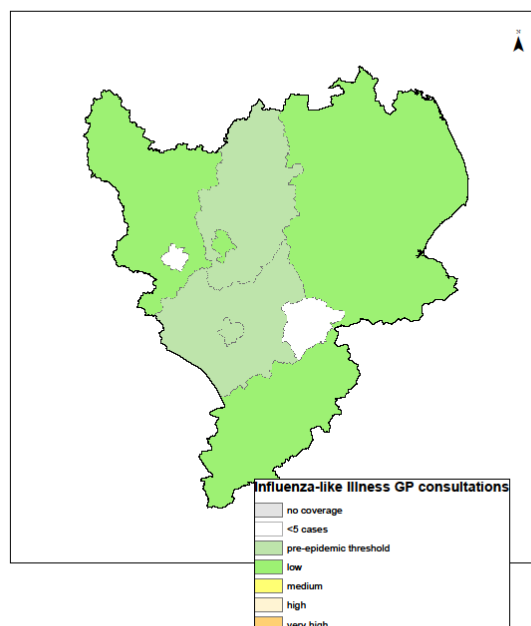 N
Influenza-like Illness GP consultations
no coverage
<5 cases
pre-epidemic threshold
low
medium
high
very high